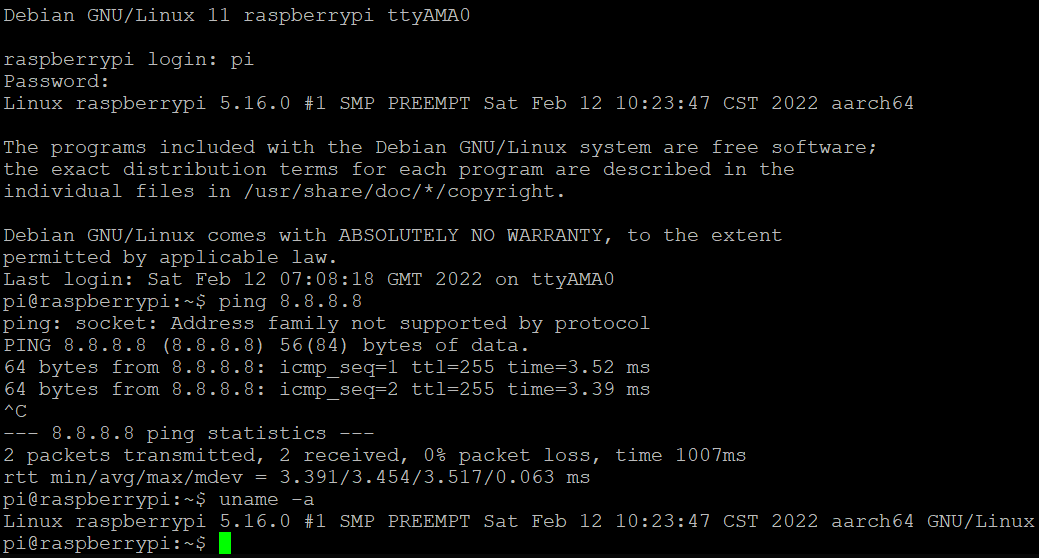 Debian GNU/Linux 11 raspberrypi ttyAMA0
raspberrypi login: pi
Password:
Linux raspberrypi 5.16.0 #1 SMP PREEMPT Sat Feb 12 10:23:47 CST 2022 aarch64
The programs included with the Debian GNU/Linux system are free software;
the exact distribution terms for each program are described in the
individual files in /usr/share/doc/*/copyright.
Debian GNU/Linux comes with ABSOLUTELY NO WARRANTY, to the extent
permitted by applicable law.
Last login: Sat Feb 12 07:08:18 GMT 2022 on ttyAMA0
pi@raspberrypi:~$ ping 8.8.8.8
ping: socket: Address family not supported by protocol
PING 8.8.8.8 (8.8.8.8) 56(84) bytes of data.
64 bytes from 8.8.8.8: icmp_seq=1 ttl=255 time=3.52 ms
64 bytes from 8.8.8.8: icmp_seq=2 ttl=255 time=3.39 ms
^C
--- 8.8.8.8 ping statistics ---
2 packets transmitted, 2 received, 0% packet loss, time 1007ms
rtt min/avg/max/mdev = 3.391/3.454/3.517/0.063 ms
pi@raspberrypi:~$ uname -a
Linux raspberrypi 5.16.0 #1 SMP PREEMPT Sat Feb 12 10:23:47 CST 2022 aarch64 GNU/Linux
pi@raspberrypi:~$